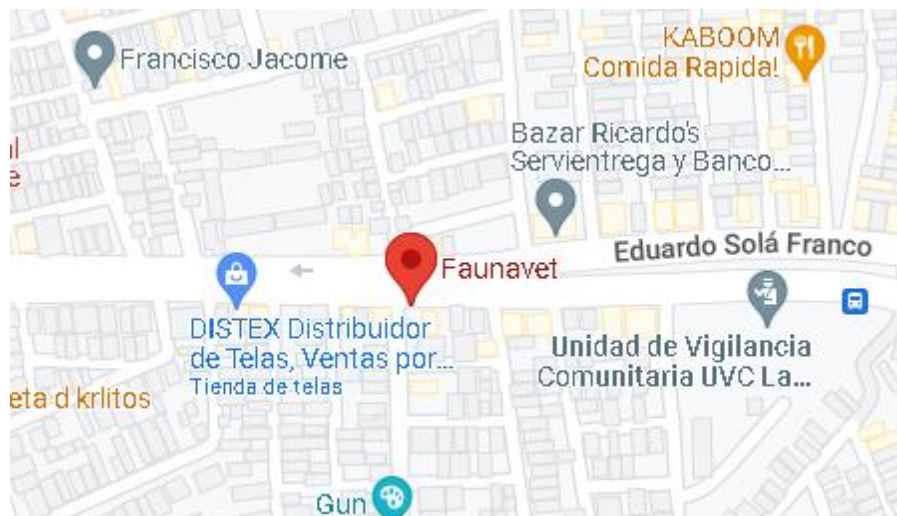 Francisco Jacome
KABOOM
Comida Rapida!
Bazar Ricardo's
Servientrega y Banco...
al
e
Eduardo Solá Franco
Faunavet
DISTEX Distribuidor
de Telas, Ventas por...
Tienda de telas
Unidad de Vigilancia
Comunitaria UVC La...
eta d krlitos
Gun